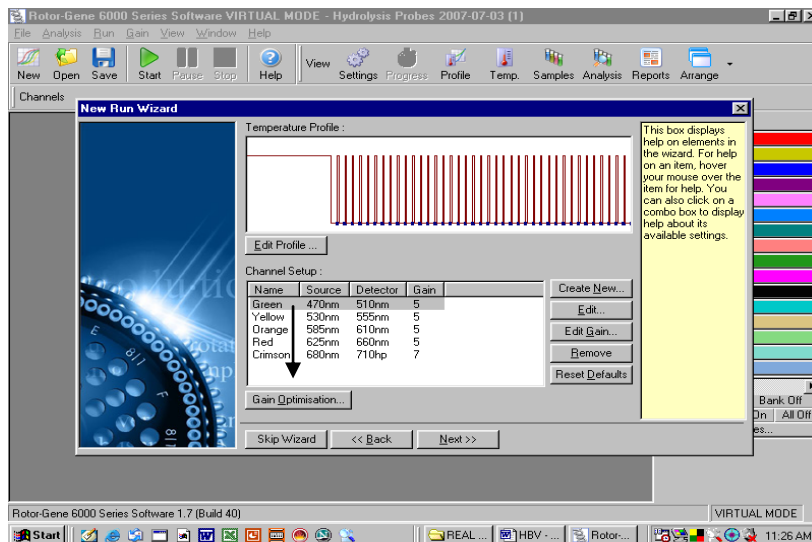 Rotor-Gene 6000 Series Software VIRTUAL MODE - Hydrolysis Probes 2007-07-03 (1)
File Analysis Run Gain View Window Help
New Open Save Start Pause Stop Help View Settings Progress Profile Temp. Samples Analysis Reports Arrange
Channels
New Run Wizard
Temperature Profile :
Edit Profile ...
Channel Setup :
Name Source Detector Gain
Green 470nm 510nm 5
Yellow 530nm 555nm 5
Orange 585nm 610nm 5
Red 625nm 660nm 5
Crimson 680nm 710hp 7
Create New...
Edit...
Edit Gain...
Remove
Reset Defaults
Gain Optimisation...
Skip Wizard << Back Next >>
This box displays
help on elements in
the wizard. For help
on an item, hover
your mouse over the
item for help. You
can also click on a
combo box to display
help about its
available settings.
Bank Off
On All Off
es...
Rotor-Gene 6000 Series Software 1.7 (Build 40)
VIRTUAL MODE
Start REAL ... HBV - ... Rotor-... 11:26 AM